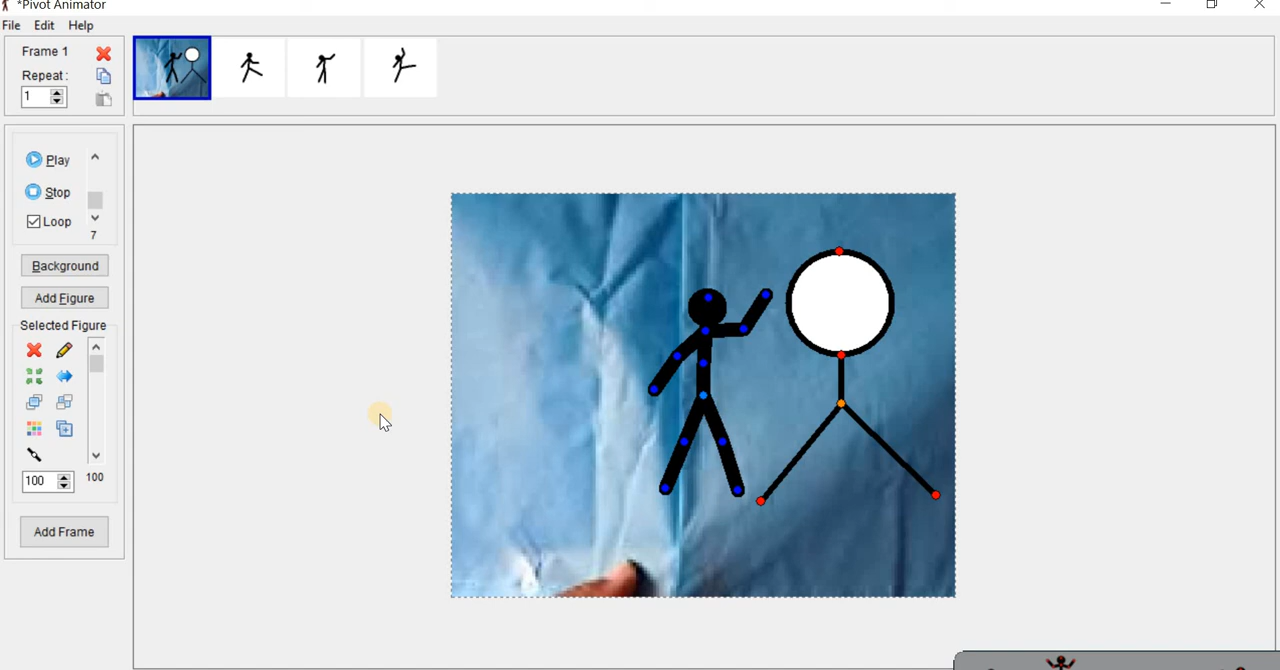 *Pivot Animator
File Edit Help
Frame 1
Repeat:
1
Play
Stop
Loop
7
Background
Add Figure
Selected Figure
100
100
Add Frame